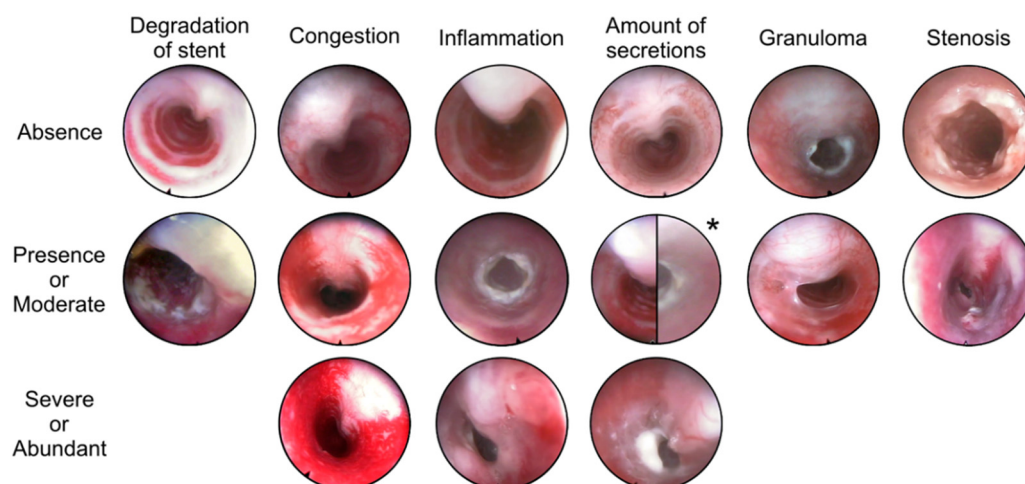 Degradation
of stent
Congestion
Inflammation
Amount of
secretions
Granuloma
Stenosis
Absence
Presence
or
Moderate
*
Severe
or
Abundant